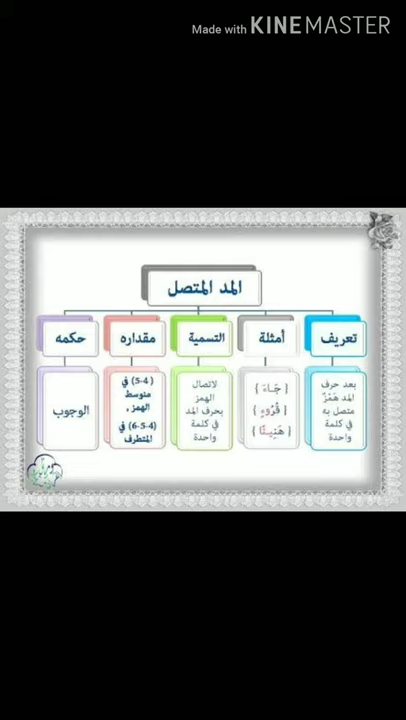 Made with KINEMASTER
المد المتصل
تعريف
بعد حرف
المد هَمْزٌ
متصل به
في كلمة
واحدة
أمثلة
{ جَاءَ }
{ قُرُوءٍ }
{ هَنِيئًا }
التسمية
لاتصال
الهمز
بحرف المد
في كلمة
واحدة
مقداره
(5-4) في
متوسط
الهمز ,
(6-5-4) في
المتطرف
حكمه
الوجوب